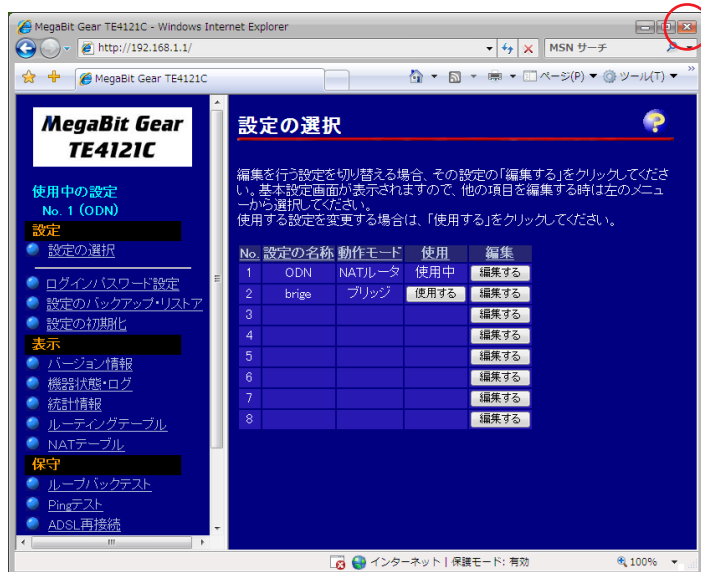 MegaBit Gear TE4121C - Windows Internet Explorer
http://192.168.1.1/
MSN サーチ
MegaBit Gear TE4121C
ページ(P)
ツール(T)
MegaBit Gear
TE4121C
使用中の設定
No. 1 (ODN)
設定
設定の選択
ログインパスワード設定
設定のバックアップ・リストア
設定の初期化
表示
バージョン情報
機器状態・ログ
統計情報
ルーティングテーブル
NATテーブル
保守
ループバックテスト
Pingテスト
ADSL再接続
設定の選択
編集を行う設定を切り替える場合、その設定の「編集する」をクリックしてくださ
い。基本設定画面が表示されますので、他の項目を編集する時は左のメニュ
ーから選択してください。
使用する設定を変更する場合は、「使用する」をクリックしてください。
No. 設定の名称 動作モード 使用 編集
1 ODN NATルータ 使用中 編集する
2 brige ブリッジ 使用する 編集する
3 編集する
4 編集する
5 編集する
6 編集する
7 編集する
8 編集する
インターネット | 保護モード: 有効
100%